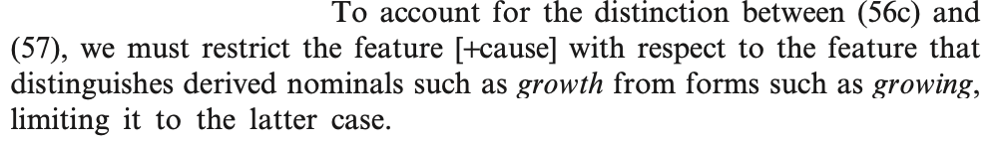 To account for the distinction between (56c) and
(57), we must restrict the feature [+cause] with respect to the feature that
distinguishes derived nominals such as growth from forms such as growing,
limiting it to the latter case.